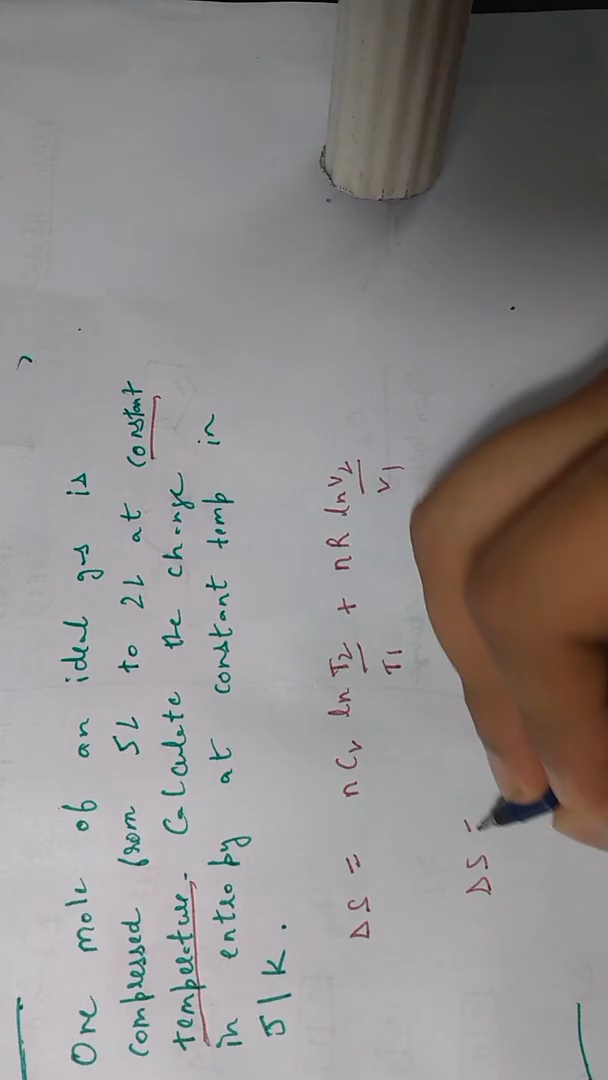 One mole of an ideal gas is
compressed from 5L to 2L at constant
temperature. Calculate the change
in entropy at constant temp in
J/K.
ΔS = nCv ln T2/T1 + nR ln V2/V1
ΔS =